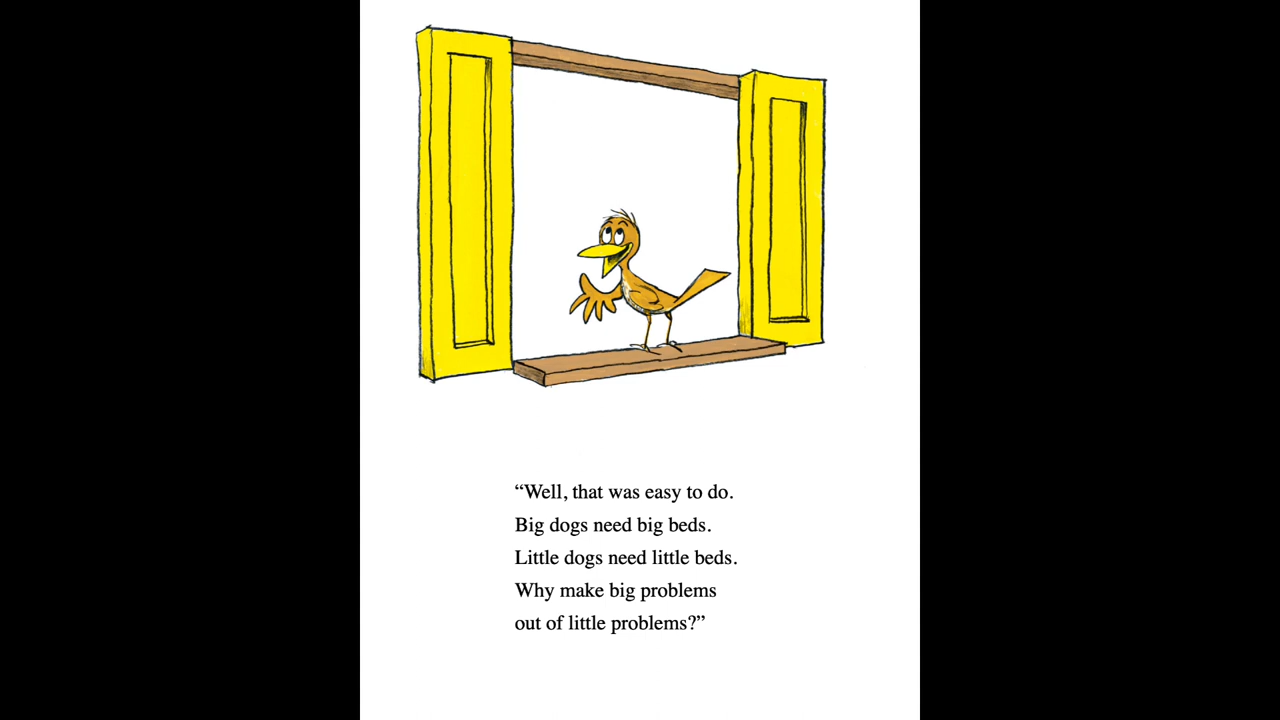 “Well, that was easy to do.
Big dogs need big beds.
Little dogs need little beds.
Why make big problems
out of little problems?”